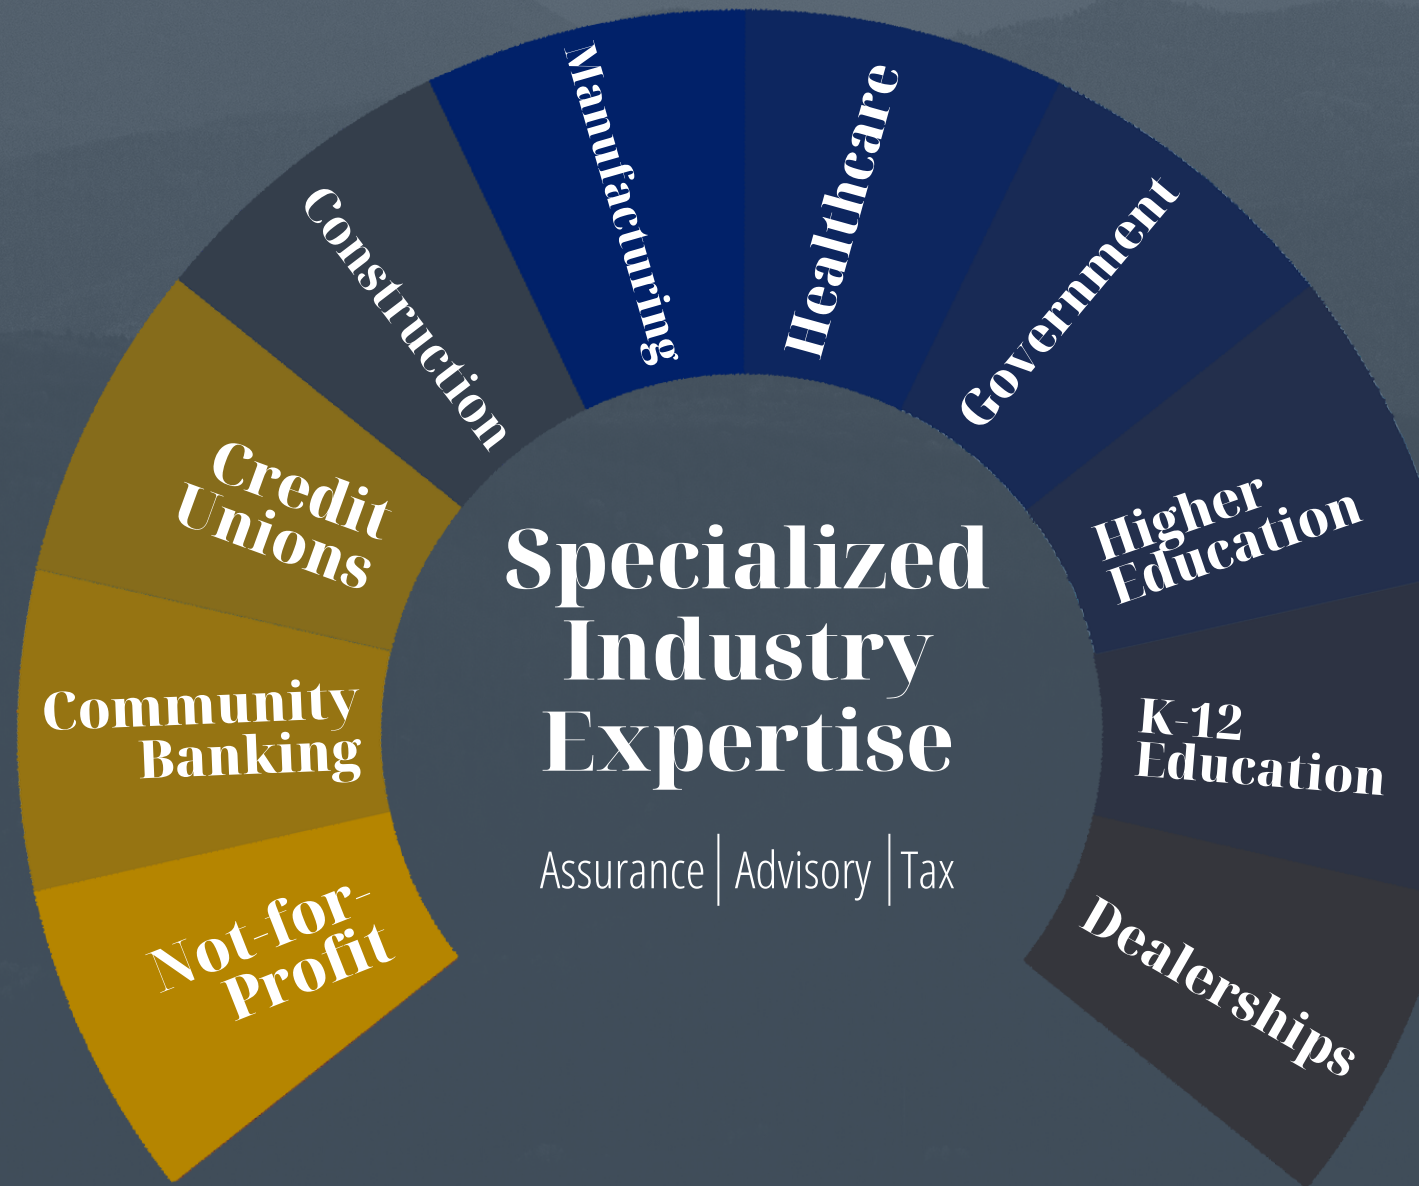 Manufacturing
Healthcare
Construction
Government
Credit
Unions
Higher
Education
Specialized
Industry
Expertise
Community
Banking
K-12
Education
Assurance | Advisory | Tax
Not-for-
Profit
Dealerships